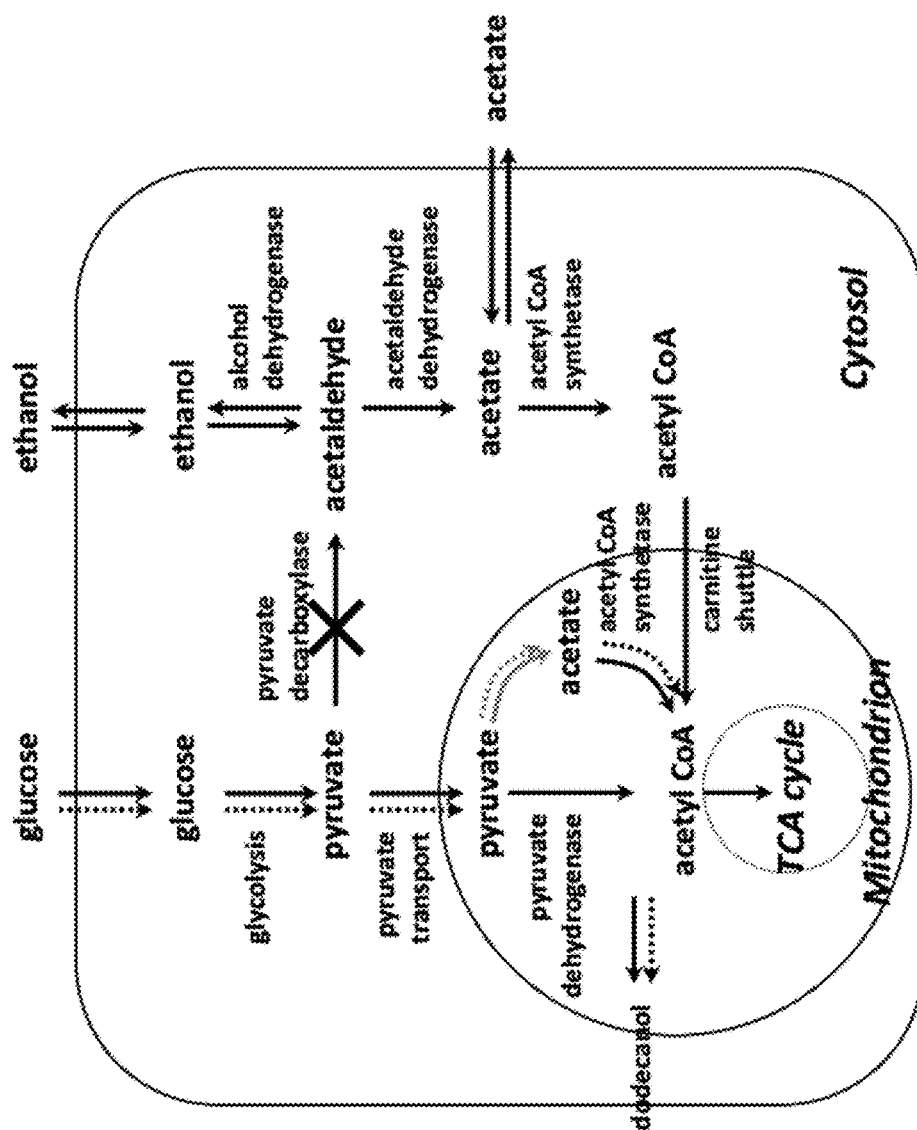 glucose
ethanol
glucose
ethanol
glycolysis
alcohol
dehydrogenase
pyruvate
decarboxylase
pyruvate
acetaldehyde
pyruvate
transport
acetaldehyde
dehydrogenase
pyruvate
acetate
acetate
acetate
pyruvate
dehydrogenase
acetyl CoA
synthetase
acetyl CoA
synthetase
dodecanol
acetyl CoA
carnitine
shuttle
acetyl CoA
TCA cycle
Mitochondrion
Cytosol